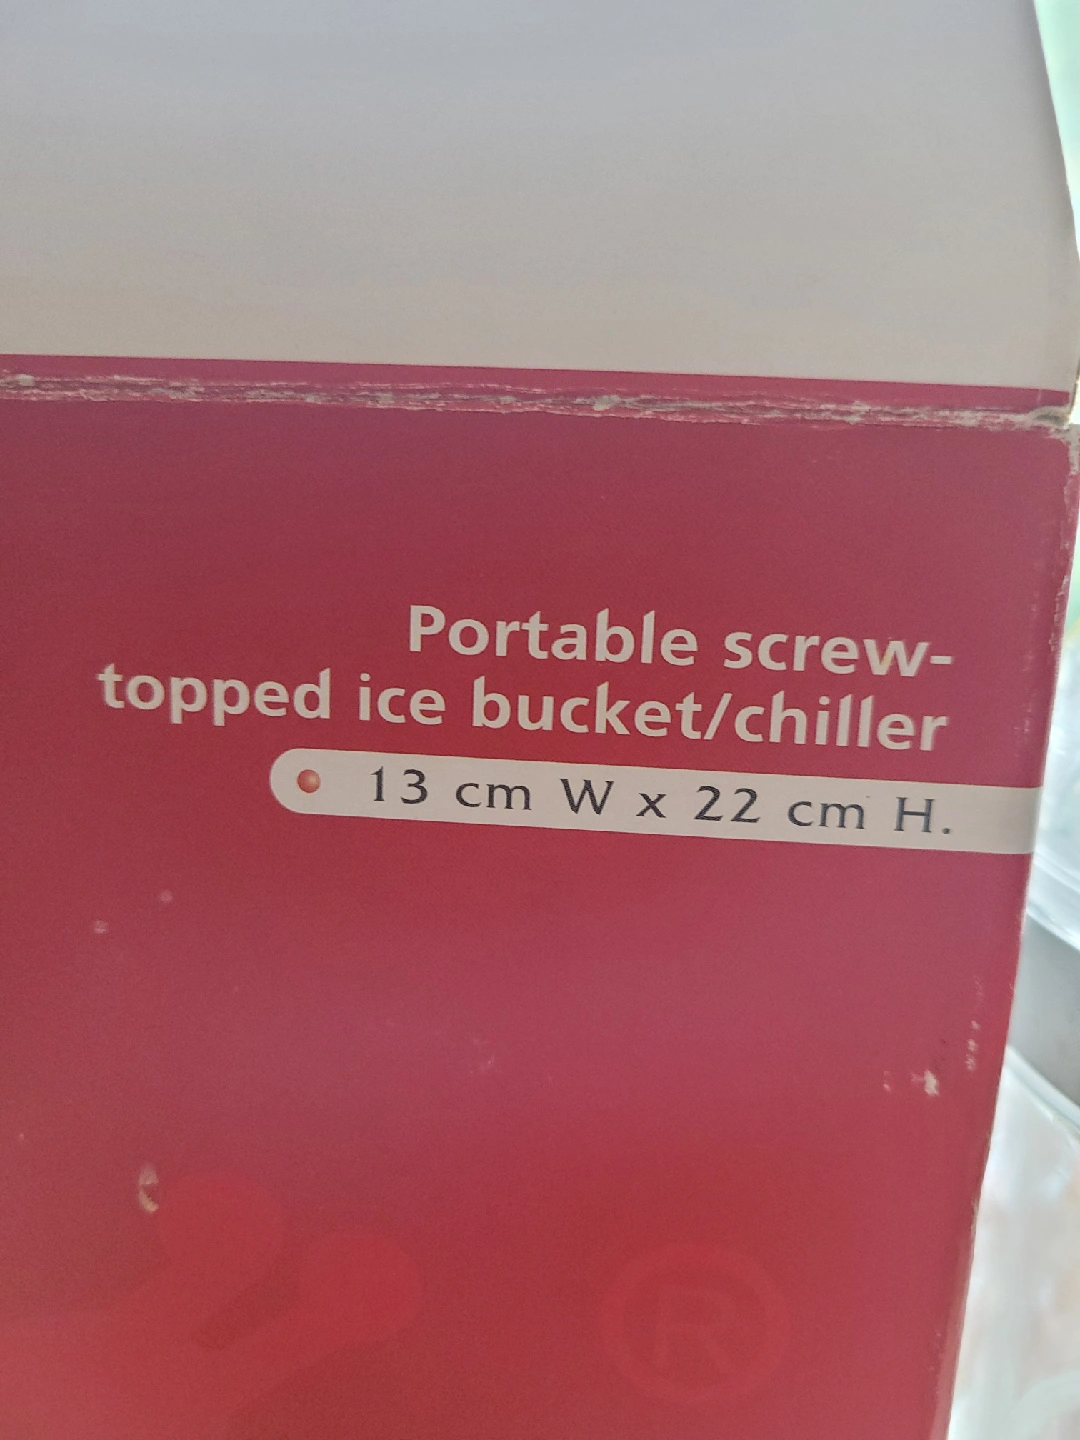 Portable screw-
topped ice bucket/chiller
13 cm W x 22 cm H.
®